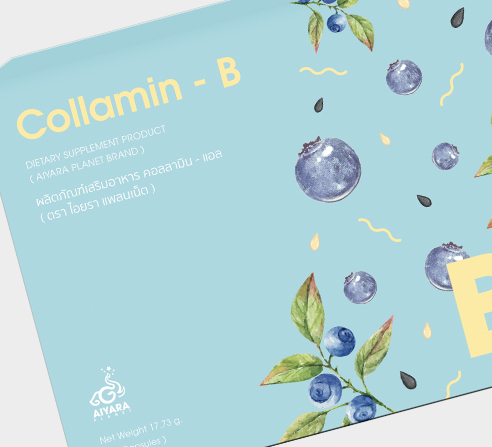 Collamin - B
DIETARY SUPPLEMENT PRODUCT
( AIYARA PLANET BRAND )
ผลิตภัณฑ์เสริมอาหาร คอลลามิน - แอล
( ตรา ไอยรา แพลนเน็ต )
B
AIYARA
PLANET
Net Weight 17.73 g.
Capsules )